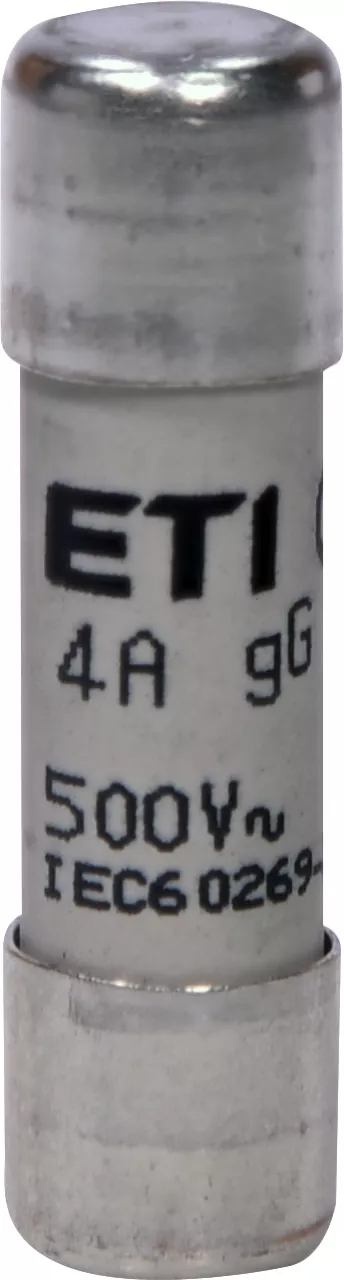 ETI
4A gG
500V~
IEC60269-